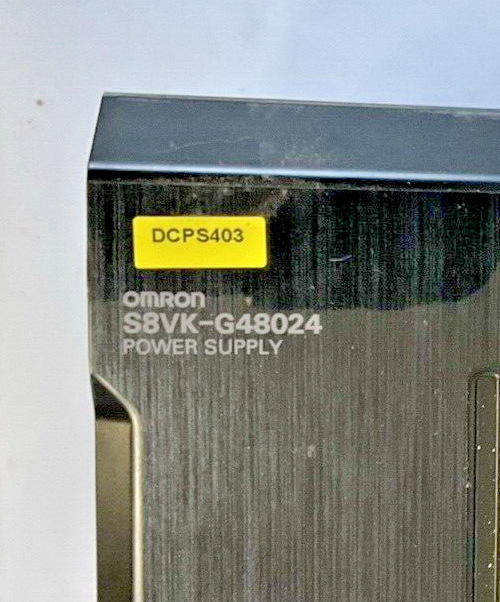 DCPS403
omron
S8VK-G48024
POWER SUPPLY